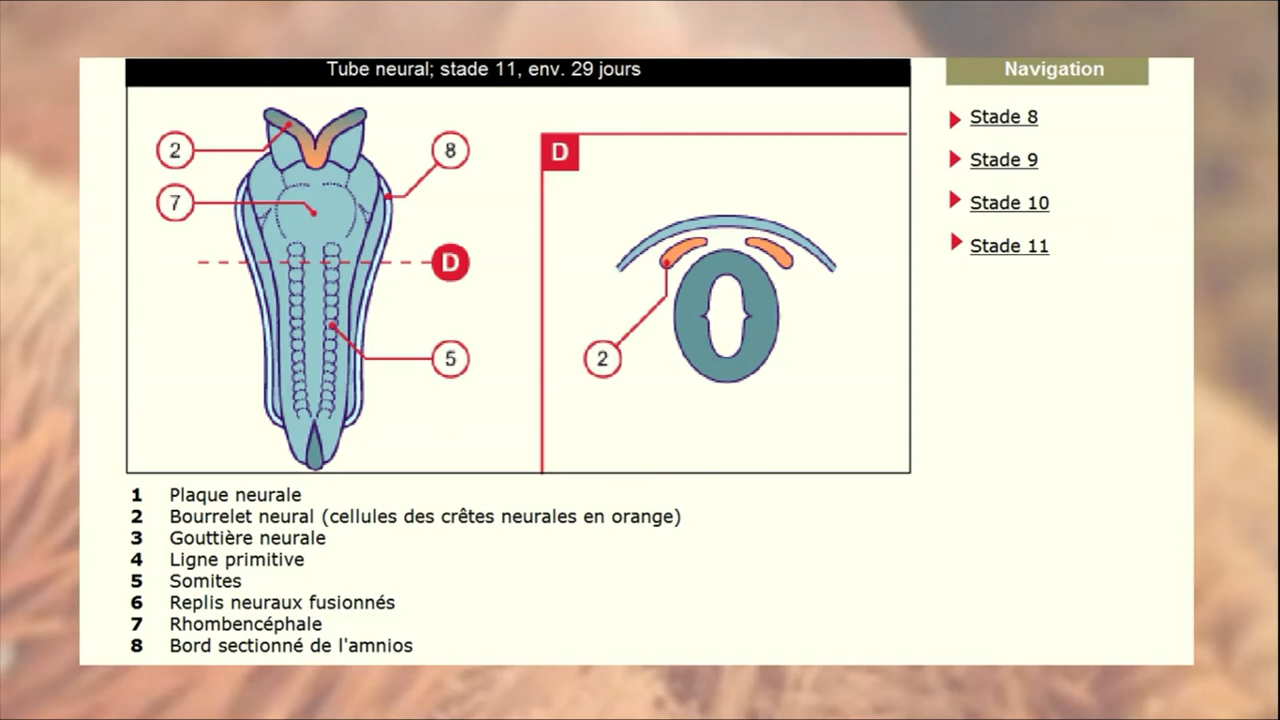 Tube neural; stade 11, env. 29 jours
Navigation
Stade 8
Stade 9
Stade 10
Stade 11
2
8
7
D
5
D
2
1 Plaque neurale
2 Bourrelet neural (cellules des crêtes neurales en orange)
3 Gouttière neurale
4 Ligne primitive
5 Somites
6 Replis neuraux fusionnés
7 Rhombencéphale
8 Bord sectionné de l'amnios